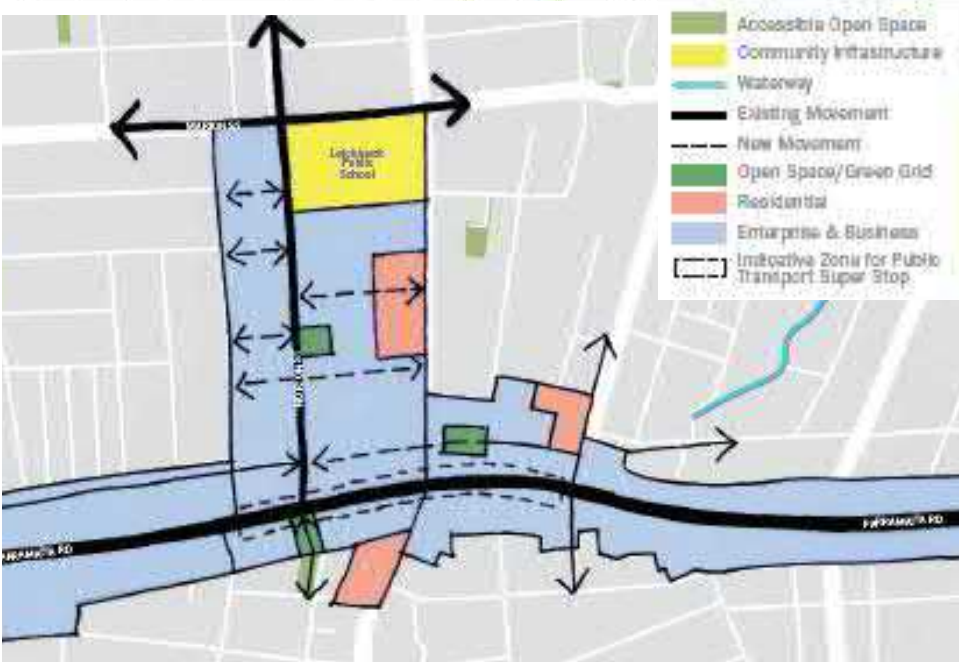 Accessible Open Space
Community Infrastructure
Waterway
Existing Movement
New Movement
Open Space/Green Grid
Residential
Enterprise & Business
Indicative Zone for Public
Transport Super Stop
Public
School
PARRAMATTA RD
PARRAMATTA RD